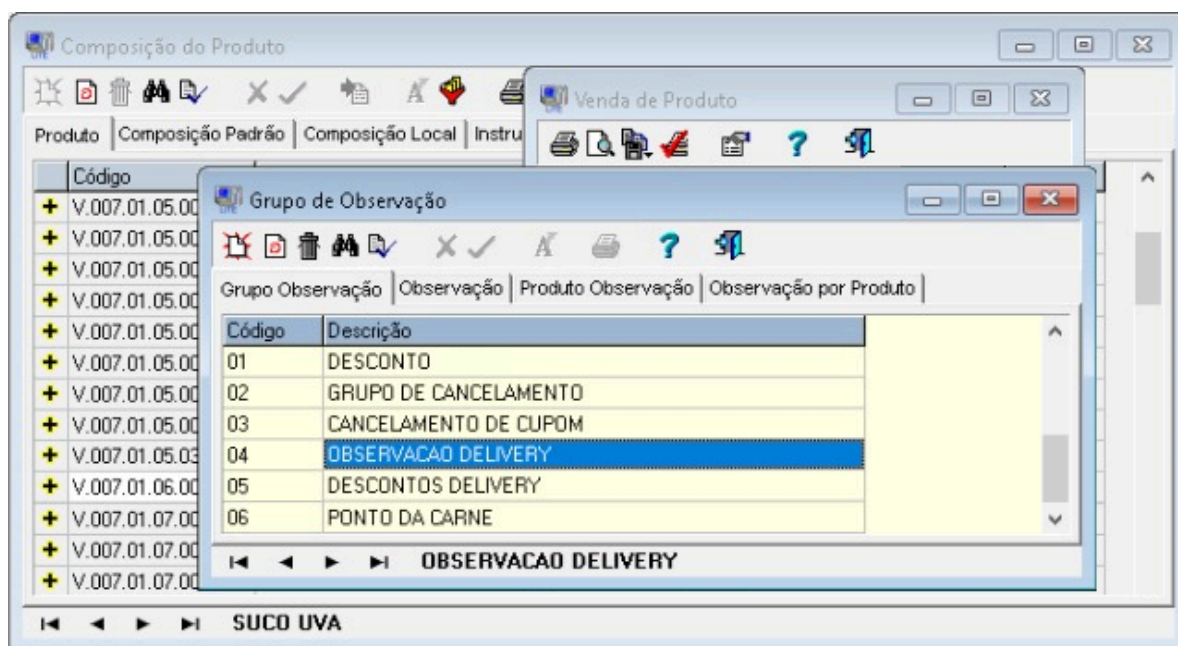 Composição do Produto
Venda de Produto
Produto Composição Padrão Composição Local Instru
Código
V.007.01.05.00
V.007.01.05.00
V.007.01.05.00
V.007.01.05.00
V.007.01.05.00
V.007.01.05.00
V.007.01.05.00
V.007.01.05.00
V.007.01.05.03
V.007.01.06.00
V.007.01.07.00
V.007.01.07.00
V.007.01.07.00
SUCO UVA
Grupo de Observação
Grupo Observação Observação Produto Observação Observação por Produto
Código Descrição
01 DESCONTO
02 GRUPO DE CANCELAMENTO
03 CANCELAMENTO DE CUPOM
04 OBSERVACAO DELIVERY
05 DESCONTOS DELIVERY
06 PONTO DA CARNE
OBSERVACAO DELIVERY